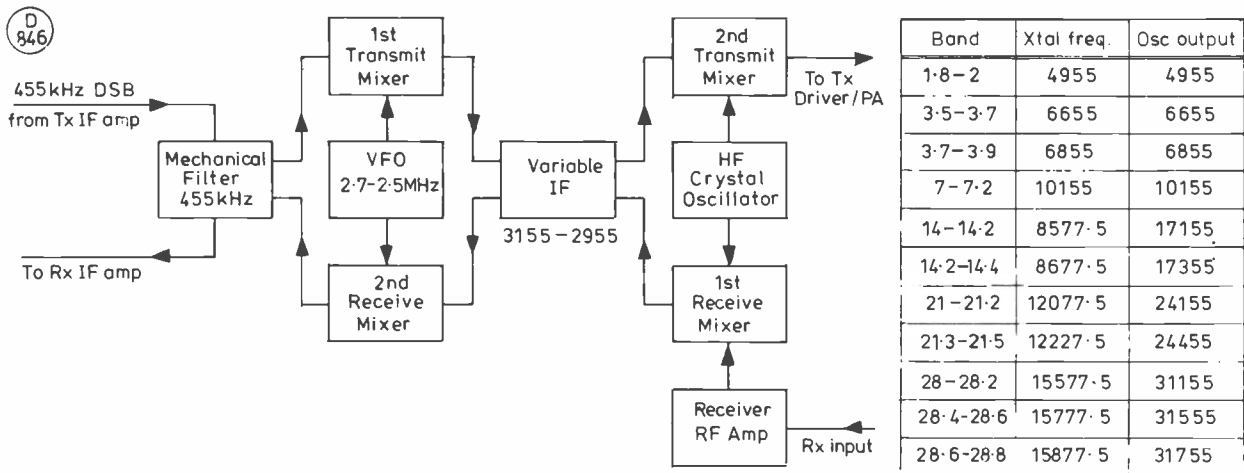 D
846
455kHz DSB
from Tx IF amp
Mechanical
Filter
455kHz
To Rx IF amp
1st
Transmit
Mixer
VFO
2·7-2·5MHz
2nd
Receive
Mixer
Variable
IF
3155-2955
2nd
Transmit
Mixer
To Tx
Driver/PA
HF
Crystal
Oscillator
1st
Receive
Mixer
Receiver
RF Amp
Rx input
Band Xtal freq. Osc output
1·8-2 4955 4955
3·5-3·7 6655 6655
3·7-3·9 6855 6855
7-7·2 10155 10155
14-14·2 8577·5 17155
14·2-14·4 8677·5 17355
21-21·2 12077·5 24155
21·3-21·5 12227·5 24455
28-28·2 15577·5 31155
28·4-28·6 15777·5 31555
28·6-28·8 15877·5 31755